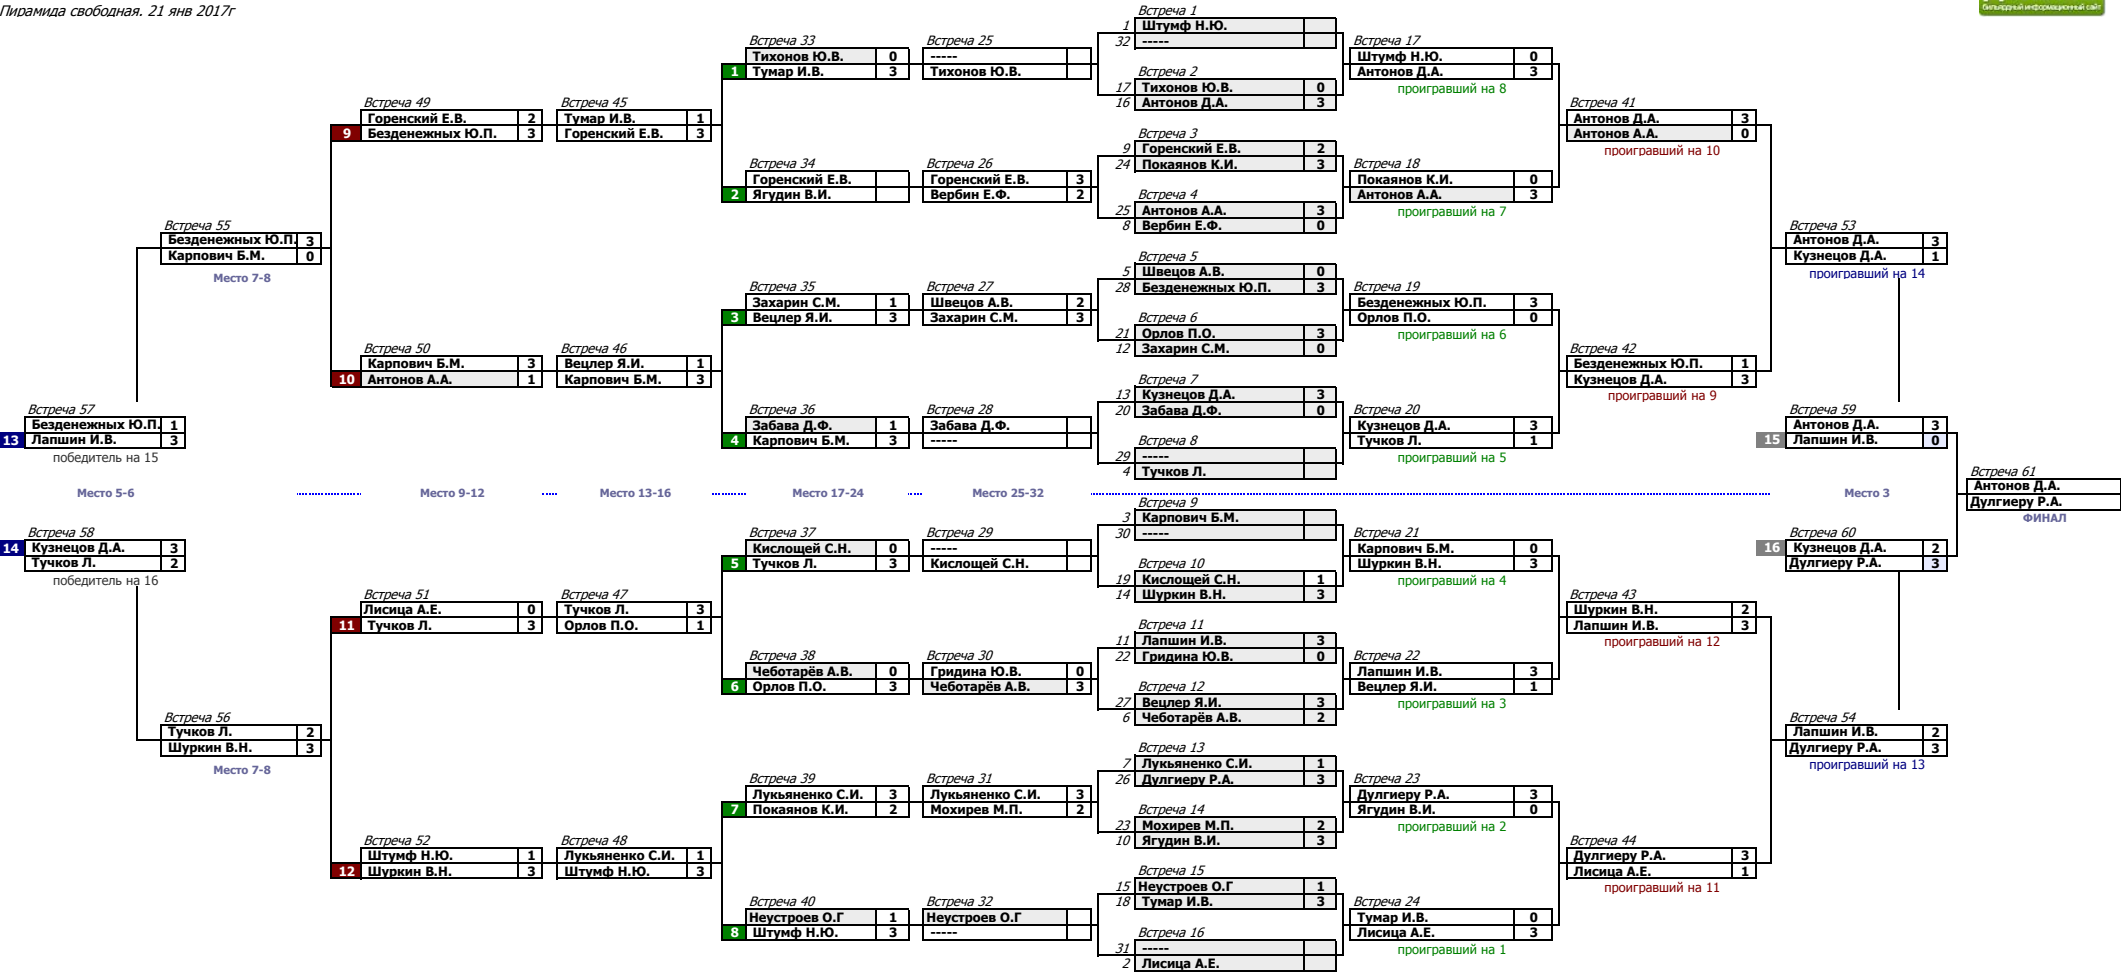 Пирамида свободная. 21 янв 2017г
бильярдный информационный сайт
Встреча 55
Безденежных Ю.П. 3
Карпович Б.М. 0
Место 7-8
Встреча 57
Безденежных Ю.П. 1
13 Лапшин И.В. 3
победитель на 15
Место 5-6
Встреча 58
14 Кузнецов Д.А. 3
Тучков Л. 2
победитель на 16
Встреча 56
Тучков Л. 2
Шуркин В.Н. 3
Место 7-8
Встреча 49
Горенский Е.В. 2
9 Безденежных Ю.П. 3
Встреча 50
Карпович Б.М. 3
10 Антонов А.А. 1
Место 9-12
Встреча 51
Лисица А.Е. 0
11 Тучков Л. 3
Встреча 52
Штумф Н.Ю. 1
12 Шуркин В.Н. 3
Встреча 45
Тумар И.В. 1
Горенский Е.В. 3
Встреча 46
Вецлер Я.И. 1
Карпович Б.М. 3
Место 13-16
Встреча 47
Тучков Л. 3
Орлов П.О. 1
Встреча 48
Лукьяненко С.И. 1
Штумф Н.Ю. 3
Встреча 33
Тихонов Ю.В. 0
1 Тумар И.В. 3
Встреча 34
Горенский Е.В.
2 Ягудин В.И.
Встреча 35
Захарин С.М. 1
3 Вецлер Я.И. 3
Встреча 36
Забава Д.Ф. 1
4 Карпович Б.М. 3
Место 17-24
Встреча 37
Кислощей С.Н. 0
5 Тучков Л. 3
Встреча 38
Чеботарёв А.В. 0
6 Орлов П.О. 3
Встреча 39
Лукьяненко С.И. 3
7 Покаянов К.И. 2
Встреча 40
Неустроев О.Г 1
8 Штумф Н.Ю. 3
Встреча 25
-----
Тихонов Ю.В.
Встреча 26
Горенский Е.В. 3
Вербин Е.Ф. 2
Встреча 27
Швецов А.В. 2
Захарин С.М. 3
Встреча 28
Забава Д.Ф.
-----
Место 25-32
Встреча 29
-----
Кислощей С.Н.
Встреча 30
Гридина Ю.В. 0
Чеботарёв А.В. 3
Встреча 31
Лукьяненко С.И. 3
Мохирев М.П. 2
Встреча 32
Неустроев О.Г
-----
Встреча 1
1 Штумф Н.Ю.
32 -----
Встреча 2
17 Тихонов Ю.В. 0
16 Антонов Д.А. 3
Встреча 3
9 Горенский Е.В. 2
24 Покаянов К.И. 3
Встреча 4
25 Антонов А.А. 3
8 Вербин Е.Ф. 0
Встреча 5
5 Швецов А.В. 0
28 Безденежных Ю.П. 3
Встреча 6
21 Орлов П.О. 3
12 Захарин С.М. 0
Встреча 7
13 Кузнецов Д.А. 3
20 Забава Д.Ф. 0
Встреча 8
29 -----
4 Тучков Л.
Встреча 9
3 Карпович Б.М.
30 -----
Встреча 10
19 Кислощей С.Н. 1
14 Шуркин В.Н. 3
Встреча 11
11 Лапшин И.В. 3
22 Гридина Ю.В. 0
Встреча 12
27 Вецлер Я.И. 3
6 Чеботарёв А.В. 2
Встреча 13
7 Лукьяненко С.И. 1
26 Дулгиеру Р.А. 3
Встреча 14
23 Мохирев М.П. 2
10 Ягудин В.И. 3
Встреча 15
15 Неустроев О.Г 1
18 Тумар И.В. 3
Встреча 16
31 -----
2 Лисица А.Е.
Встреча 17
Штумф Н.Ю. 0
Антонов Д.А. 3
проигравший на 8
Встреча 18
Покаянов К.И. 0
Антонов А.А. 3
проигравший на 7
Встреча 19
Безденежных Ю.П. 3
Орлов П.О. 0
проигравший на 6
Встреча 20
Кузнецов Д.А. 3
Тучков Л. 1
проигравший на 5
Встреча 21
Карпович Б.М. 0
Шуркин В.Н. 3
проигравший на 4
Встреча 22
Лапшин И.В. 3
Вецлер Я.И. 1
проигравший на 3
Встреча 23
Дулгиеру Р.А. 3
Ягудин В.И. 0
проигравший на 2
Встреча 24
Тумар И.В. 0
Лисица А.Е. 3
проигравший на 1
Встреча 41
Антонов Д.А. 3
Антонов А.А. 0
проигравший на 10
Встреча 42
Безденежных Ю.П. 1
Кузнецов Д.А. 3
проигравший на 9
Встреча 43
Шуркин В.Н. 2
Лапшин И.В. 3
проигравший на 12
Встреча 44
Дулгиеру Р.А. 3
Лисица А.Е. 1
проигравший на 11
Встреча 53
Антонов Д.А. 3
Кузнецов Д.А. 1
проигравший на 14
Встреча 59
Антонов Д.А. 3
15 Лапшин И.В. 0
Место 3
Встреча 60
16 Кузнецов Д.А. 2
Дулгиеру Р.А. 3
Встреча 54
Лапшин И.В. 2
Дулгиеру Р.А. 3
проигравший на 13
Встреча 61
Антонов Д.А.
Дулгиеру Р.А.
ФИНАЛ